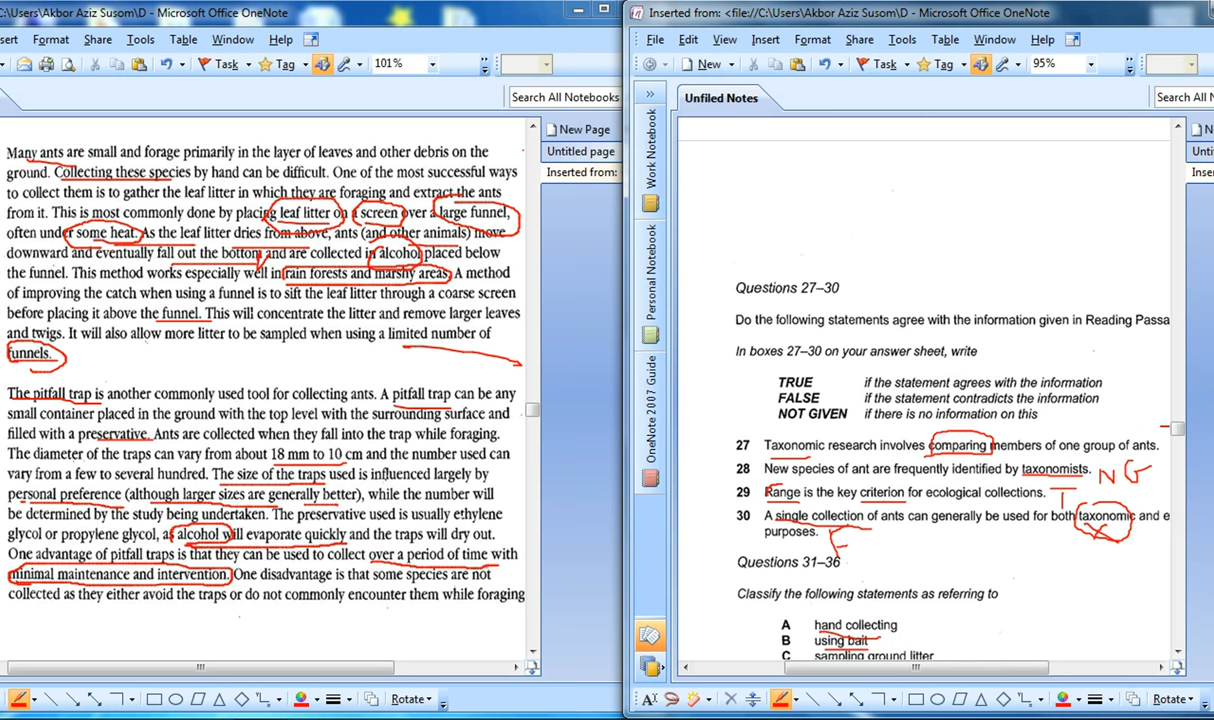 C:\Users\Akbor Aziz Susom\D - Microsoft Office OneNote
Format Share Tools Table Window Help
Task Tag 101%
Search All Notebooks
New Page
Untitled page
Inserted from:
Many ants are small and forage primarily in the layer of leaves and other debris on the
ground. Collecting these species by hand can be difficult. One of the most successful ways
to collect them is to gather the leaf litter in which they are foraging and extract the ants
from it. This is most commonly done by placing leaf litter on a screen over a large funnel,
often under some heat. As the leaf litter dries from above, ants (and other animals) move
downward and eventually fall out the bottom and are collected in alcohol placed below
the funnel. This method works especially well in rain forests and marshy areas. A method
of improving the catch when using a funnel is to sift the leaf litter through a coarse screen
before placing it above the funnel. This will concentrate the litter and remove larger leaves
and twigs. It will also allow more litter to be sampled when using a limited number of
funnels.
The pitfall trap is another commonly used tool for collecting ants. A pitfall trap can be any
small container placed in the ground with the top level with the surrounding surface and
filled with a preservative. Ants are collected when they fall into the trap while foraging.
The diameter of the traps can vary from about 18 mm to 10 cm and the number used can
vary from a few to several hundred. The size of the traps used is influenced largely by
personal preference (although larger sizes are generally better), while the number will
be determined by the study being undertaken. The preservative used is usually ethylene
glycol or propylene glycol, as alcohol will evaporate quickly and the traps will dry out.
One advantage of pitfall traps is that they can be used to collect over a period of time with
minimal maintenance and intervention. One disadvantage is that some species are not
collected as they either avoid the traps or do not commonly encounter them while foraging
Rotate
Inserted from: <file://C:\Users\Akbor Aziz Susom\D - Microsoft Office OneNote
File Edit View Insert Format Share Tools Table Window Help
New Task Tag 95%
Unfiled Notes
Search All
Work Notebook
Personal Notebook
OneNote 2007 Guide
Questions 27–30
Do the following statements agree with the information given in Reading Passa
In boxes 27–30 on your answer sheet, write
TRUE if the statement agrees with the information
FALSE if the statement contradicts the information
NOT GIVEN if there is no information on this
27 Taxonomic research involves comparing members of one group of ants.
28 New species of ant are frequently identified by taxonomists. NG
29 Range is the key criterion for ecological collections. T
30 A single collection of ants can generally be used for both taxonomic and e
purposes. F
Questions 31–36
Classify the following statements as referring to
A hand collecting
B using bait
C sampling ground litter
Rotate